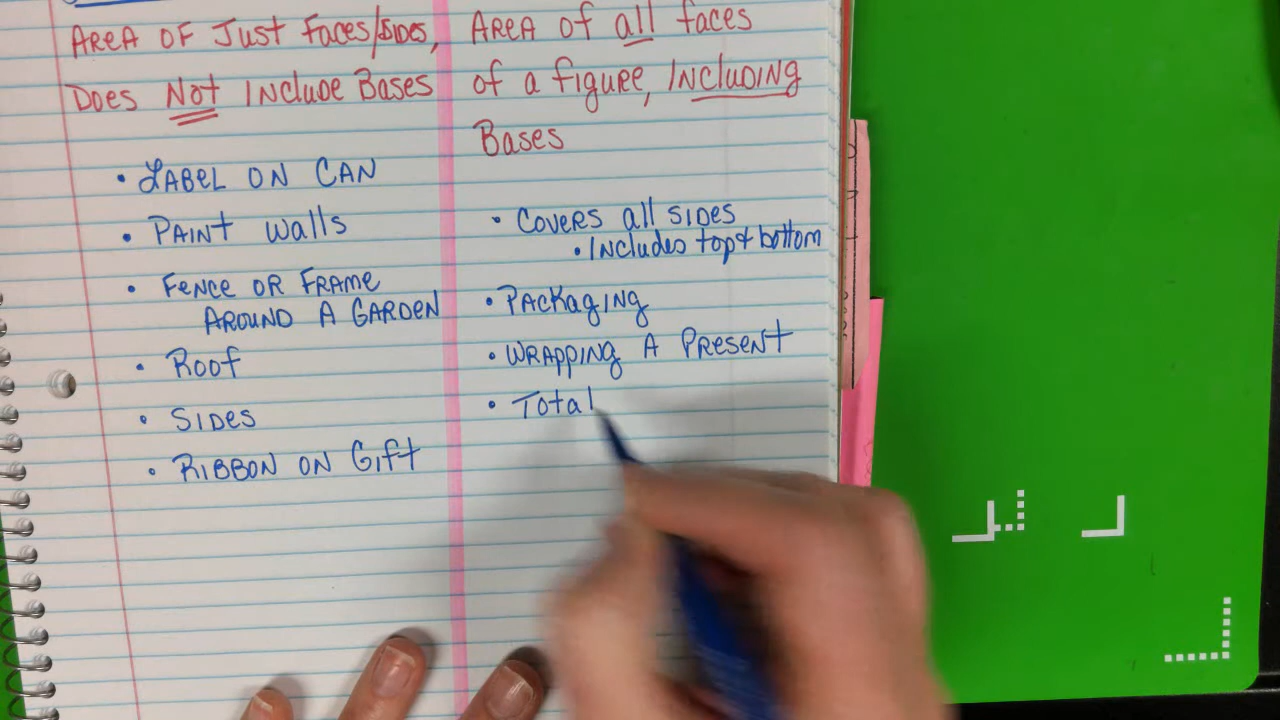 Area of Just Faces/Sides,
Does Not Include Bases
• Label on Can
• Paint Walls
• Fence or Frame
Around a Garden
• Roof
• Sides
• Ribbon on Gift
Area of all faces
of a figure, Including
Bases
• Covers all sides
• Includes top & bottom
• Packaging
• Wrapping a Present
• Total